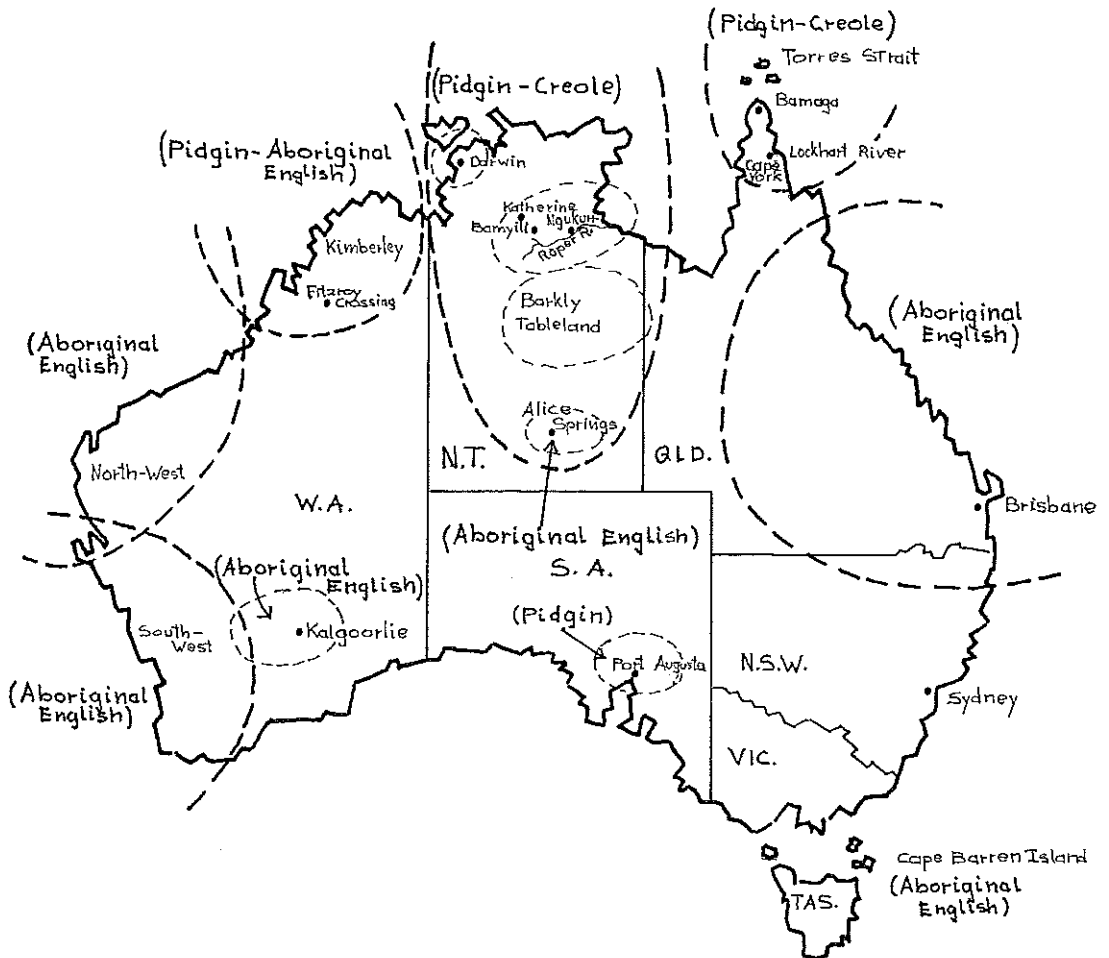 (Pidgin-Creole)
Torres Strait
Bamaga
Lockhart River
Cape
York
(Pidgin-Creole)
Darwin
(Pidgin-Aboriginal
English)
Katherine
Bamyili
Roper R.
Kimberley
Fitzroy
Crossing
Barkly
Tableland
(Aboriginal
English)
(Aboriginal
English)
Alice
Springs
North-West
N.T.
QLD.
W.A.
Brisbane
(Aboriginal English)
S.A.
(Aboriginal
English)
(Pidgin)
South-
West
Kalgoorlie
Port Augusta
N.S.W.
(Aboriginal
English)
Sydney
VIC.
Cape Barren Island
TAS.
(Aboriginal
English)